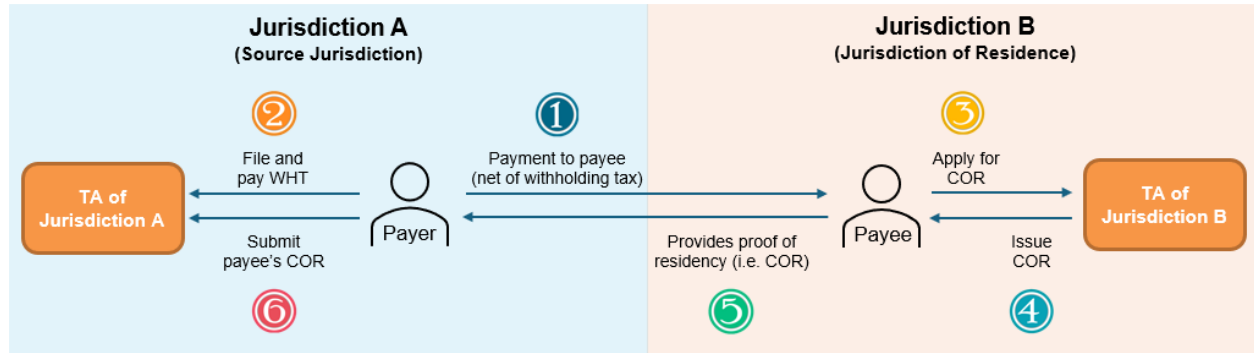 Jurisdiction A
(Source Jurisdiction)
Jurisdiction B
(Jurisdiction of Residence)
2
1
3
File and
pay WHT
Payment to payee
(net of withholding tax)
Apply for
COR
TA of
Jurisdiction A
Payer
Payee
TA of
Jurisdiction B
Submit
payee's COR
Provides proof of
residency (i.e. COR)
Issue
COR
6
5
4